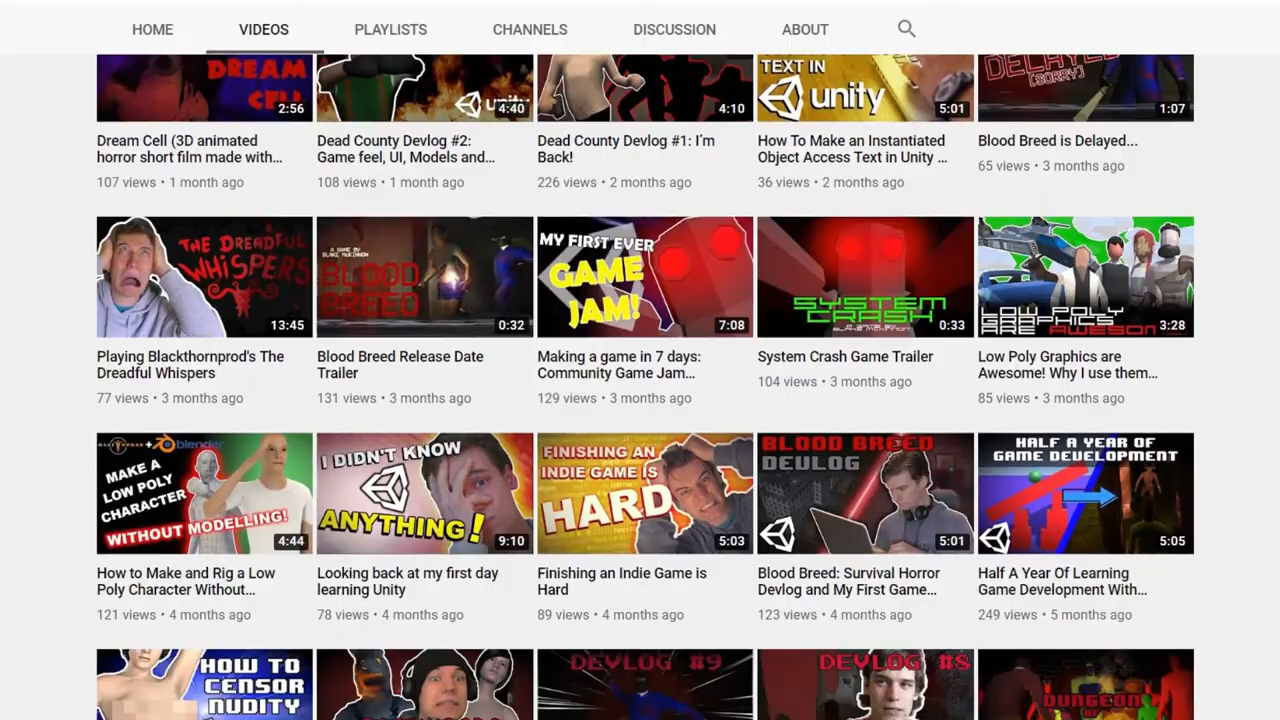 HOME VIDEOS PLAYLISTS CHANNELS DISCUSSION ABOUT
DREAM
CELL
2:56
unity
4:40
4:10
TEXT IN
unity
5:01
DELAYED
[SORRY]
1:07
Dream Cell (3D animated
horror short film made with...
107 views • 1 month ago
Dead County Devlog #2:
Game feel, UI, Models and...
108 views • 1 month ago
Dead County Devlog #1: I'm
Back!
226 views • 2 months ago
How To Make an Instantiated
Object Access Text in Unity ...
36 views • 2 months ago
Blood Breed is Delayed...
65 views • 3 months ago
THE DREADFUL
WHISPERS
13:45
A GAME BY
BLAKE McKINNON
BLOOD
BREED
0:32
MY FIRST EVER
GAME
JAM!
7:08
SYSTEM
CRASH
0:33
LOW POLY
GRAPHICS
ARE AWESOM
3:28
Playing Blackthornprod's The
Dreadful Whispers
77 views • 3 months ago
Blood Breed Release Date
Trailer
131 views • 3 months ago
Making a game in 7 days:
Community Game Jam...
129 views • 3 months ago
System Crash Game Trailer
104 views • 3 months ago
Low Poly Graphics are
Awesome! Why I use them...
85 views • 3 months ago
+ blender
MAKE A
LOW POLY
CHARACTER
WITHOUT MODELLING!
4:44
I DIDN'T KNOW
ANYTHING!
9:10
FINISHING AN
INDIE GAME IS
HARD
5:03
BLOOD BREED
DEVLOG
5:01
HALF A YEAR OF
GAME DEVELOPMENT
5:05
How to Make and Rig a Low
Poly Character Without...
121 views • 4 months ago
Looking back at my first day
learning Unity
78 views • 4 months ago
Finishing an Indie Game is
Hard
89 views • 4 months ago
Blood Breed: Survival Horror
Devlog and My First Game...
123 views • 4 months ago
Half A Year Of Learning
Game Development With...
249 views • 5 months ago
HOW TO
CENSOR
NUDITY
DEVLOG #9
DEVLOG #8
DUNGEON